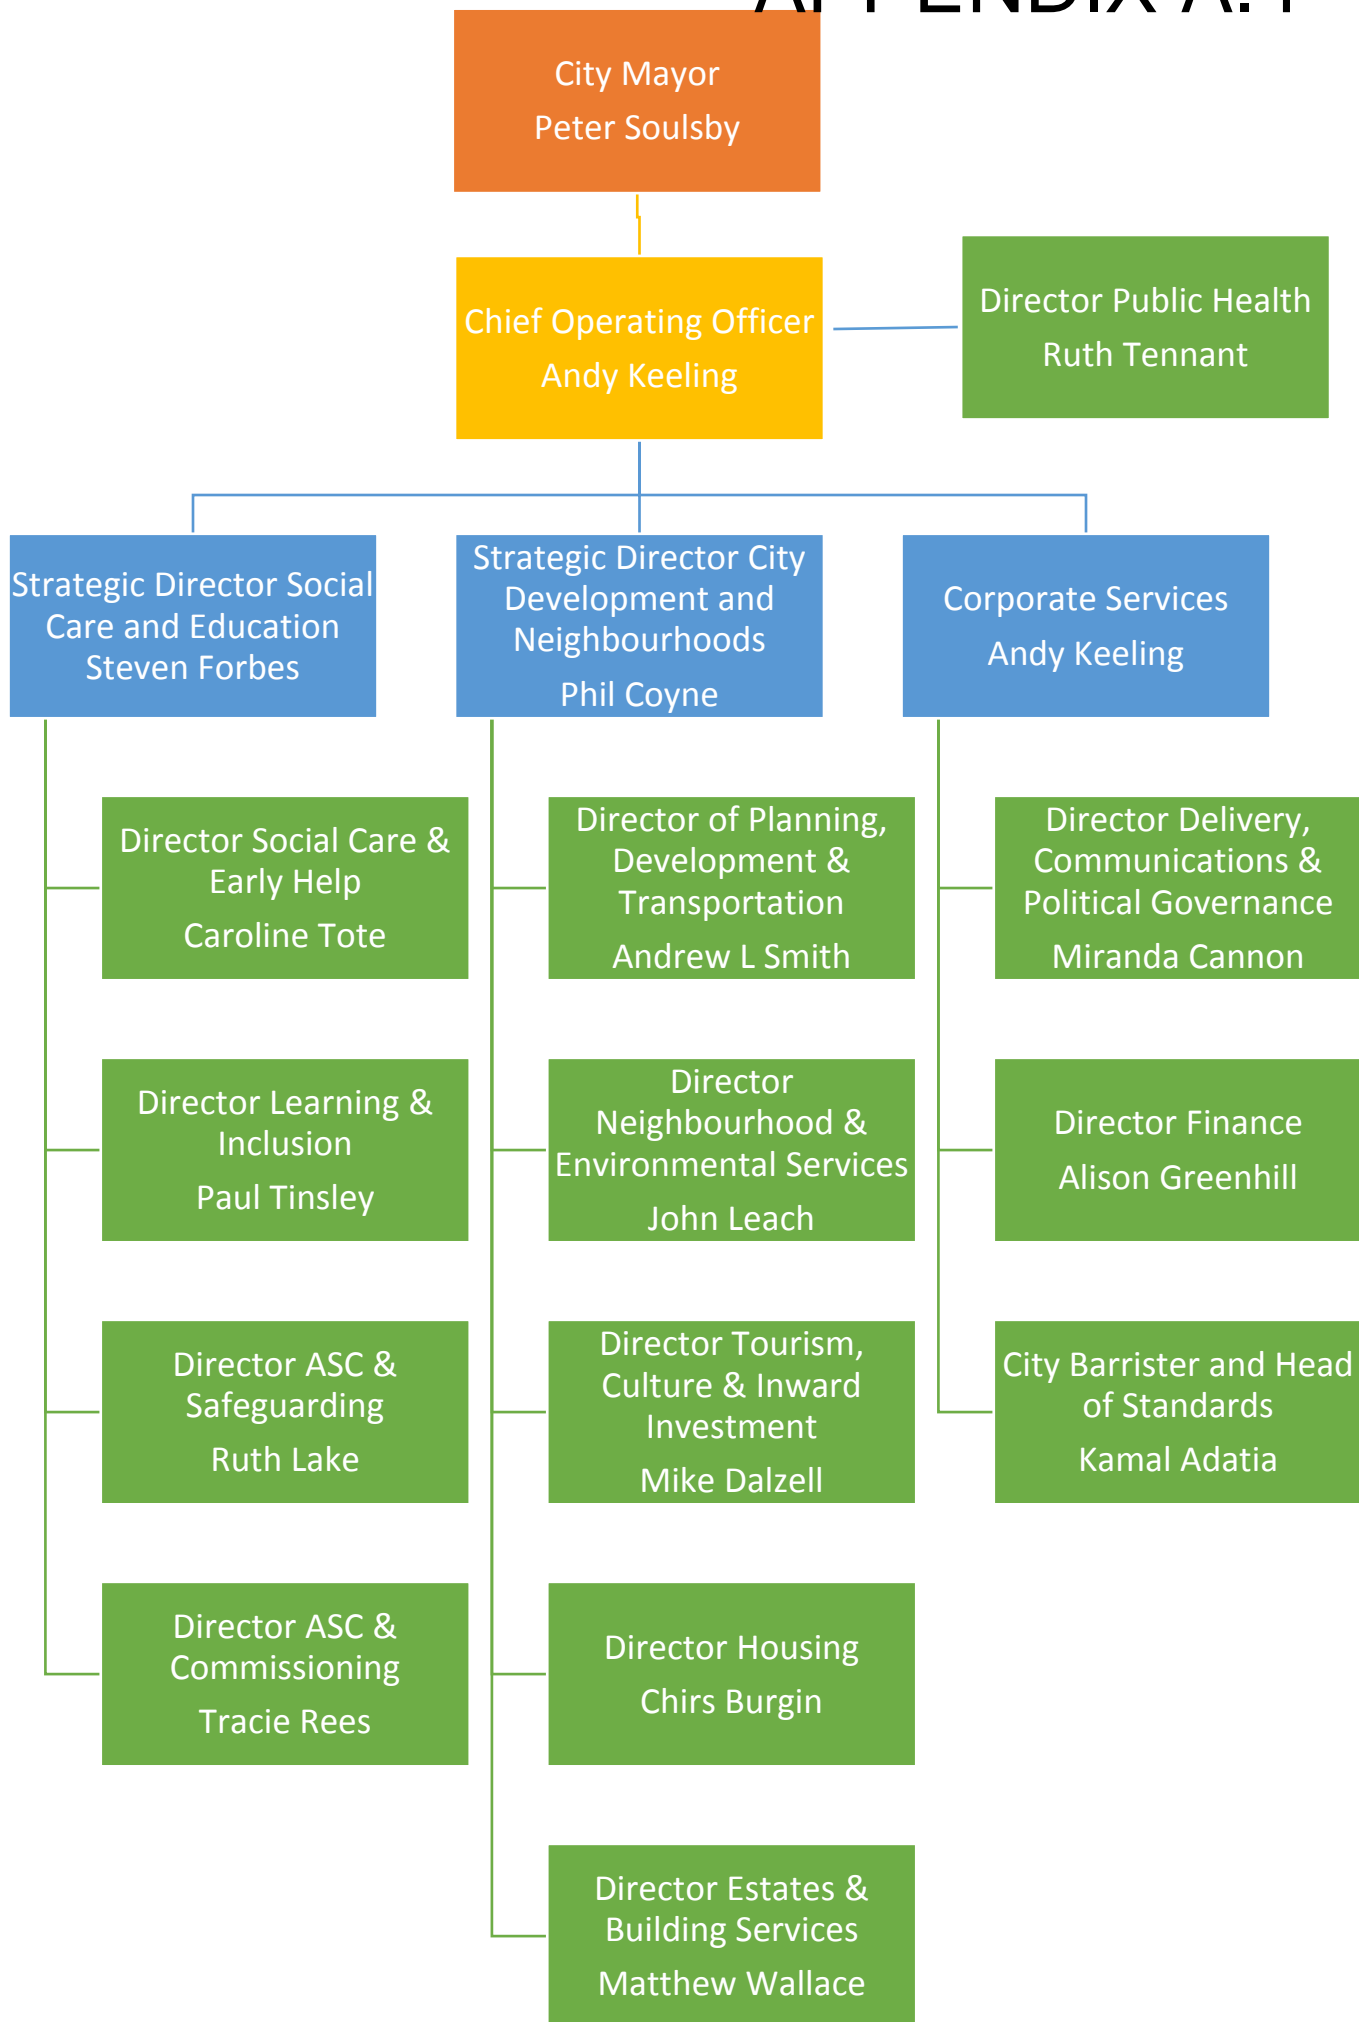 APPENDIX A.1
City Mayor
Peter Soulsby
Chief Operating Officer
Andy Keeling
Director Public Health
Ruth Tennant
Strategic Director Social
Care and Education
Steven Forbes
Strategic Director City
Development and
Neighbourhoods
Phil Coyne
Corporate Services
Andy Keeling
Director Social Care &
Early Help
Caroline Tote
Director Learning &
Inclusion
Paul Tinsley
Director ASC &
Safeguarding
Ruth Lake
Director ASC &
Commissioning
Tracie Rees
Director of Planning,
Development &
Transportation
Andrew L Smith
Director
Neighbourhood &
Environmental Services
John Leach
Director Tourism,
Culture & Inward
Investment
Mike Dalzell
Director Housing
Chirs Burgin
Director Estates &
Building Services
Matthew Wallace
Director Delivery,
Communications &
Political Governance
Miranda Cannon
Director Finance
Alison Greenhill
City Barrister and Head
of Standards
Kamal Adatia